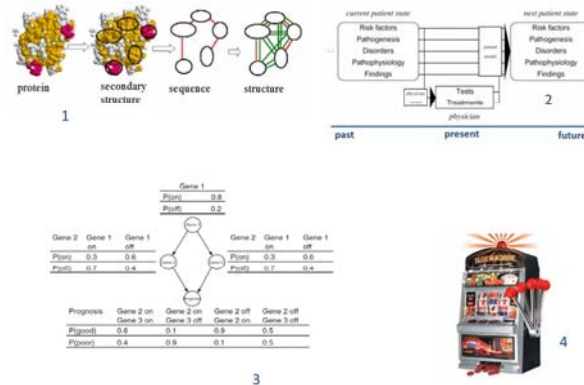 protein
secondary
structure
sequence
structure
1
current patient state
next patient state
Risk factors
Pathogenesis
Disorders
Pathophysiology
Findings
Risk factors
Pathogenesis
Disorders
Pathophysiology
Findings
Tests
Treatments
physician
2
past
present
future
Gene 1
P(on) 0.8
P(off) 0.2
Gene 2 Gene 1 Gene 1
on off
P(on) 0.3 0.6
P(off) 0.7 0.4
Gene 2 Gene 1 Gene 1
on off
P(on) 0.3 0.6
P(off) 0.7 0.4
Prognosis Gene 2 on Gene 2 on Gene 2 off Gene 2 off
Gene 3 on Gene 3 off Gene 2 on Gene 3 off
P(good) 0.6 0.1 0.9 0.5
P(poor) 0.4 0.9 0.1 0.5
3
4